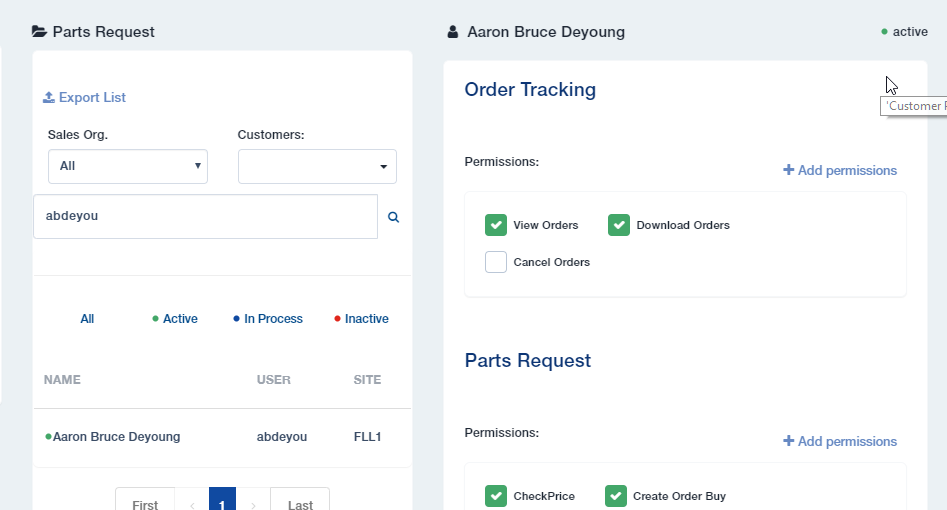 Parts Request
Export List
Sales Org.
Customers:
All
abdeyou
All
Active
In Process
Inactive
NAME
USER
SITE
Aaron Bruce Deyoung
abdeyou
FLL1
First
‹
1
›
Last
Aaron Bruce Deyoung
active
'Customer
Order Tracking
Permissions:
+ Add permissions
View Orders
Download Orders
Cancel Orders
Parts Request
Permissions:
+ Add permissions
CheckPrice
Create Order Buy